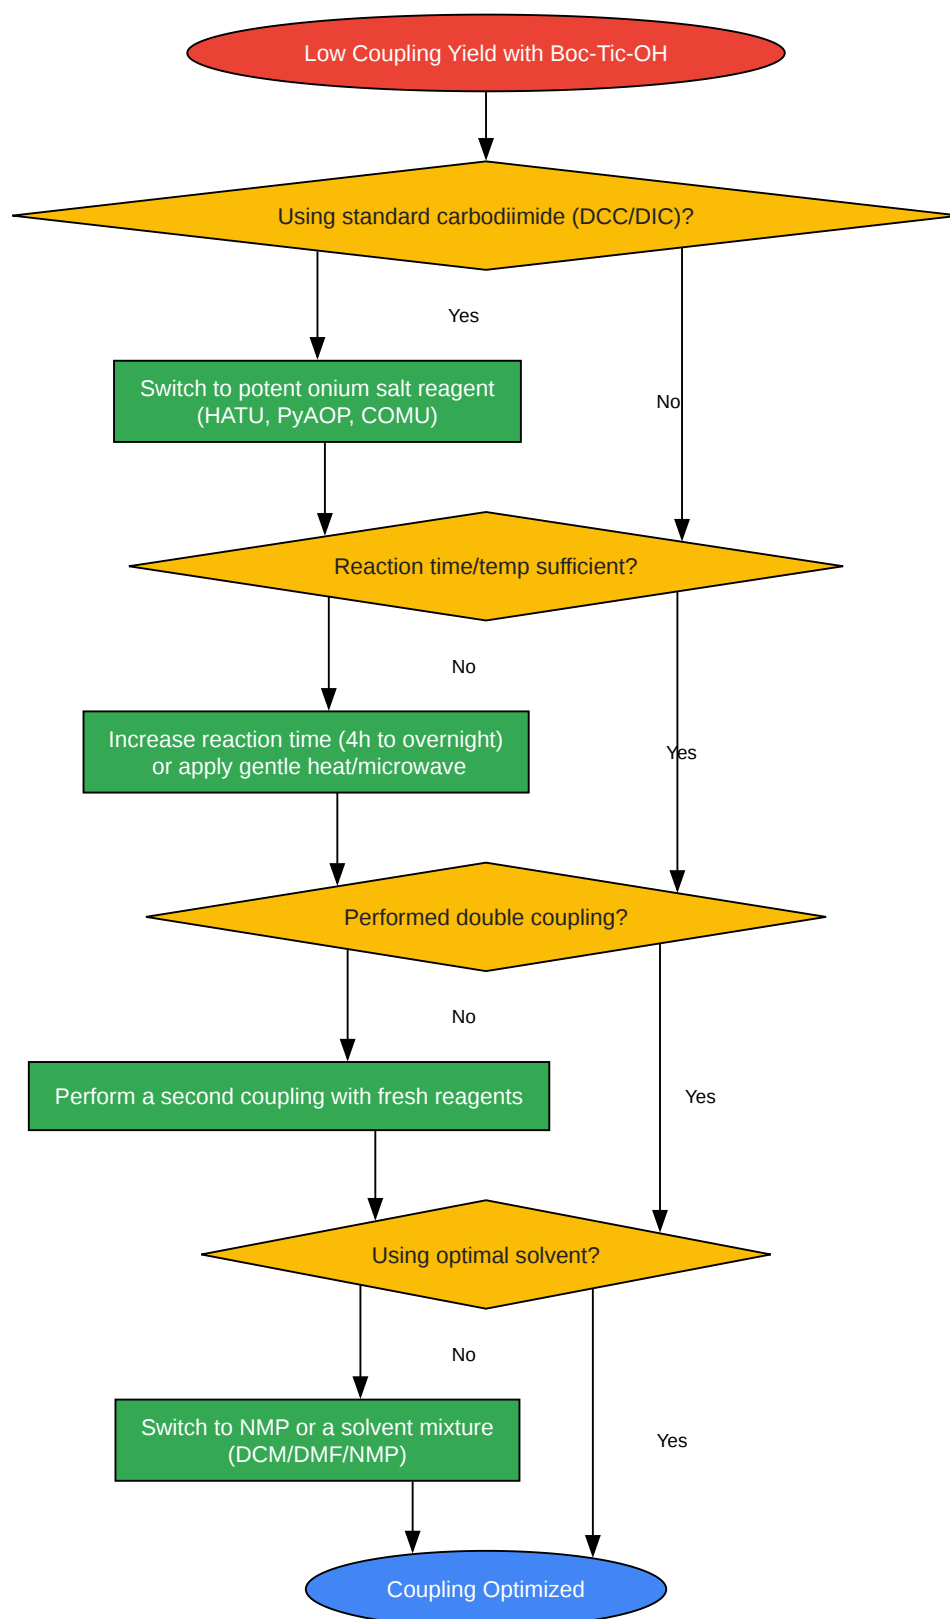 Low Coupling Yield with Boc-Tic-OH
Using standard carbodiimide (DCC/DIC)?
Yes
Switch to potent onium salt reagent
(HATU, PyAOP, COMU)
No
Reaction time/temp sufficient?
No
Increase reaction time (4h to overnight)
or apply gentle heat/microwave
Yes
Performed double coupling?
No
Perform a second coupling with fresh reagents
Yes
Using optimal solvent?
No
Switch to NMP or a solvent mixture
(DCM/DMF/NMP)
Yes
Coupling Optimized